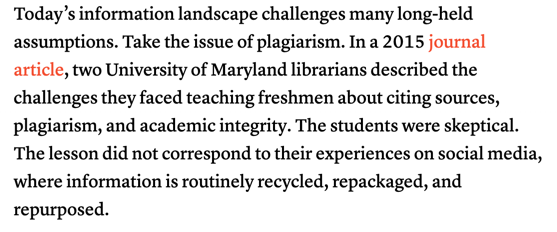 Today’s information landscape challenges many long-held
assumptions. Take the issue of plagiarism. In a 2015 journal
article, two University of Maryland librarians described the
challenges they faced teaching freshmen about citing sources,
plagiarism, and academic integrity. The students were skeptical.
The lesson did not correspond to their experiences on social media,
where information is routinely recycled, repackaged, and
repurposed.